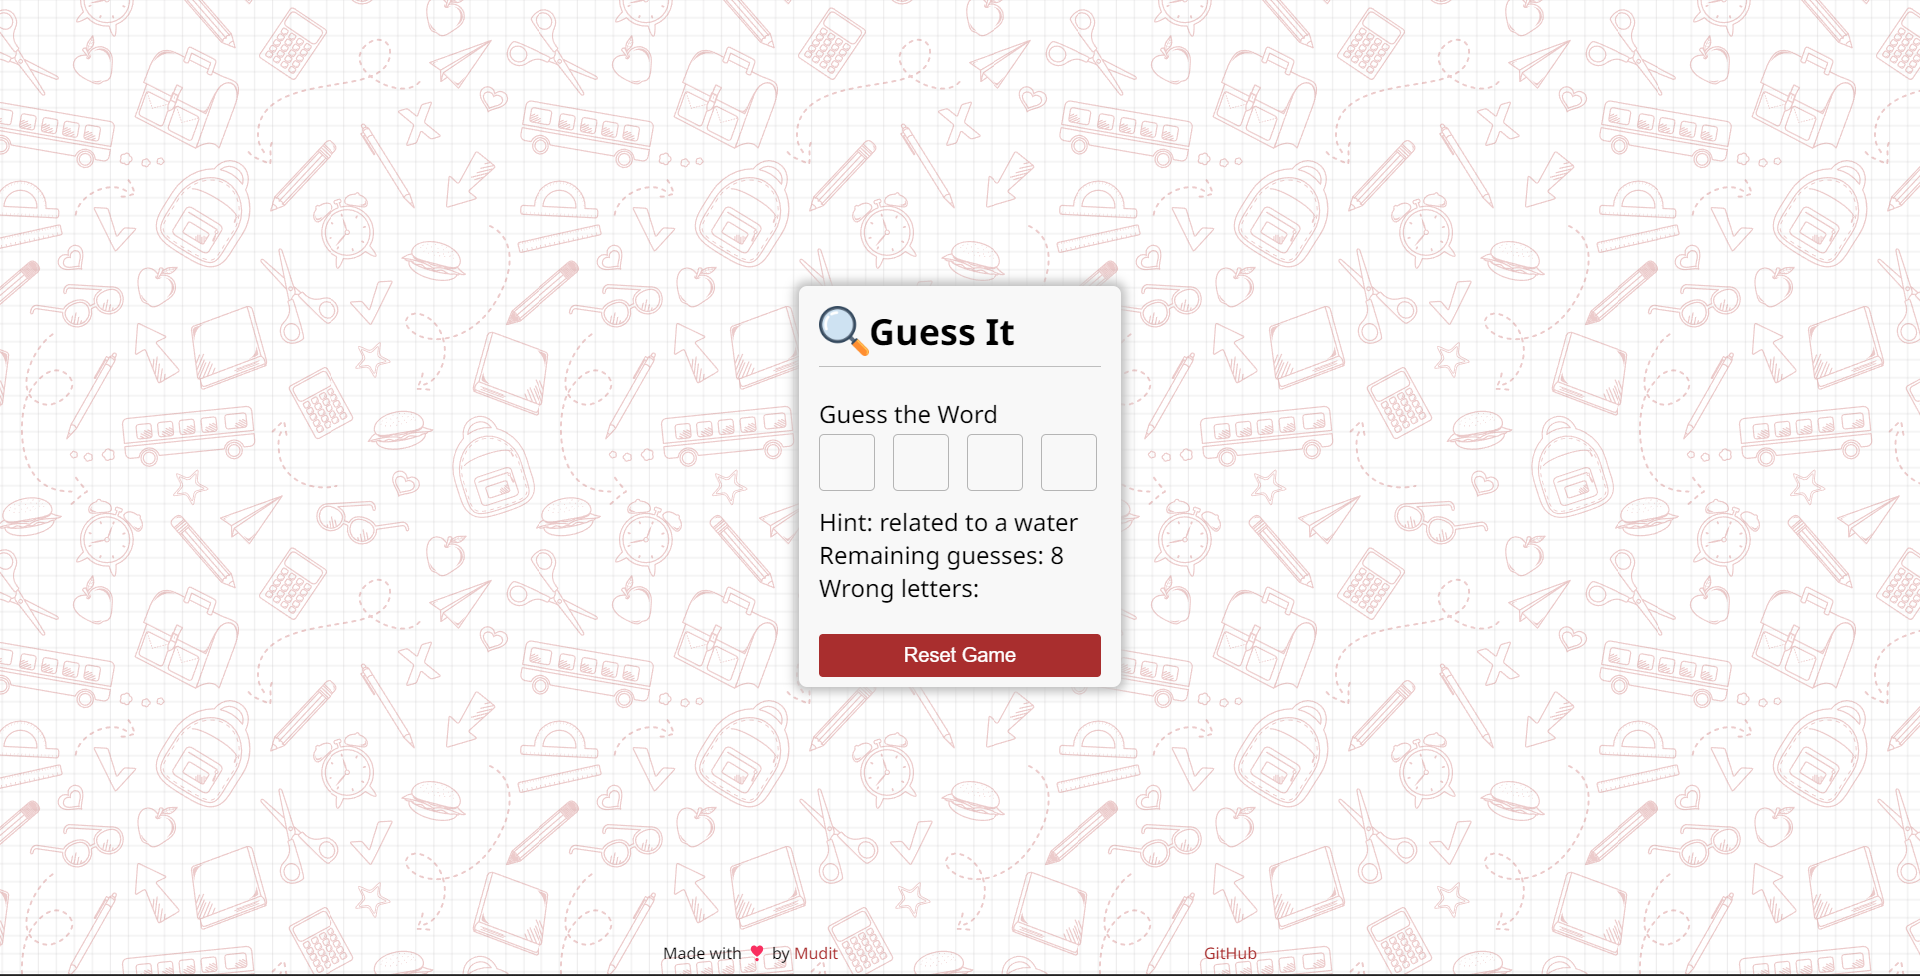 Guess It
Guess the Word
Hint: related to a water
Remaining guesses: 8
Wrong letters:
Reset Game
Made with ❣ by Mudit
GitHub